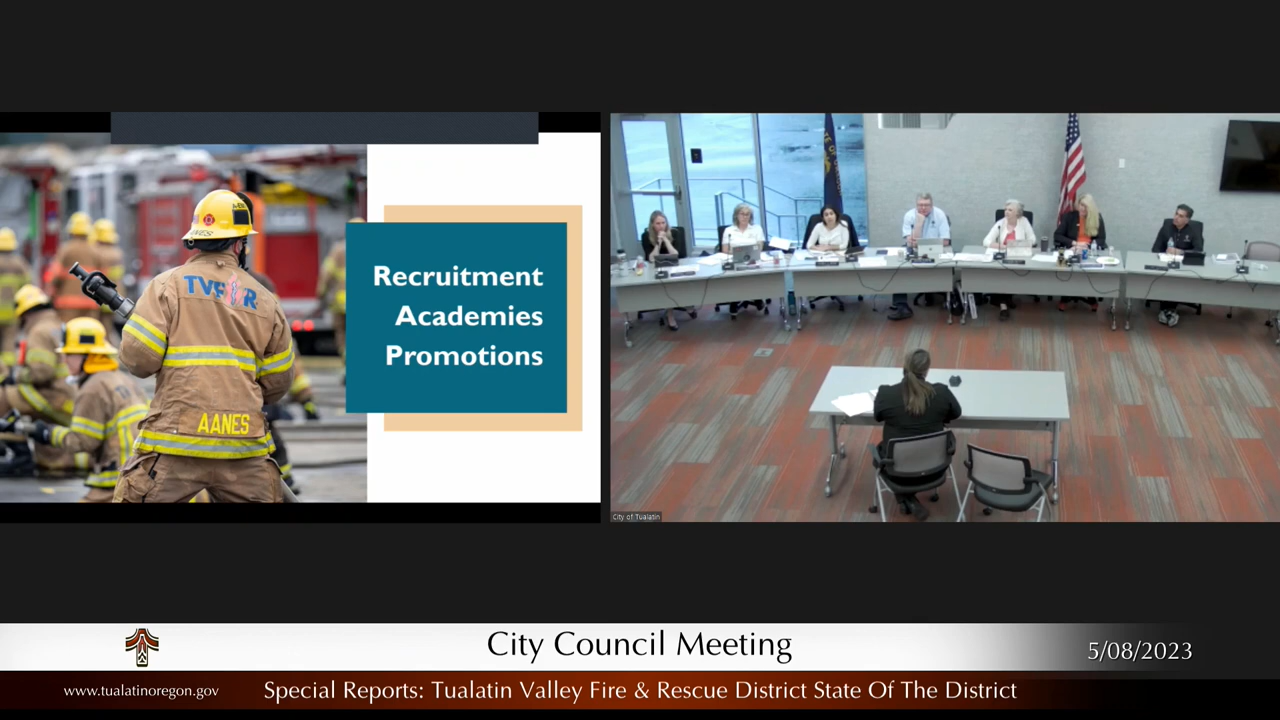 TVF&R
AANES
Recruitment
Academies
Promotions
City of Tualatin
City Council Meeting
5/08/2023
www.tualatinoregon.gov
Special Reports: Tualatin Valley Fire & Rescue District State Of The District